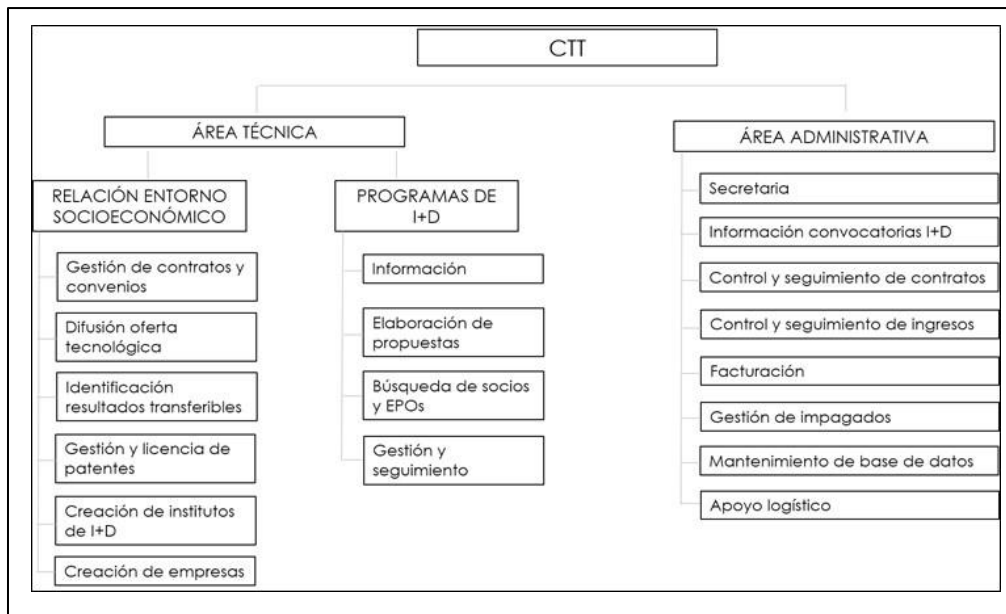 CTT
ÁREA TÉCNICA
ÁREA ADMINISTRATIVA
RELACIÓN ENTORNO
SOCIOECONÓMICO
Gestión de contratos y
convenios
Difusión oferta
tecnológica
Identificación
resultados transferibles
Gestión y licencia de
patentes
Creación de institutos
de I+D
Creación de empresas
PROGRAMAS DE
I+D
Información
Elaboración de
propuestas
Búsqueda de socios
y EPOs
Gestión y
seguimiento
Secretaria
Información convocatorias I+D
Control y seguimiento de contratos
Control y seguimiento de ingresos
Facturación
Gestión de impagados
Mantenimiento de base de datos
Apoyo logístico